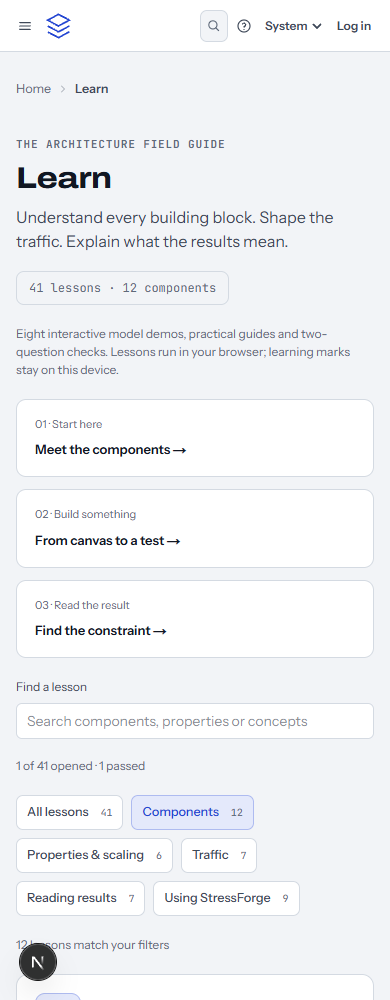 System
Log in
Home
Learn
THE ARCHITECTURE FIELD GUIDE
Learn
Understand every building block. Shape the
traffic. Explain what the results mean.
41 lessons · 12 components
Eight interactive model demos, practical guides and two-
question checks. Lessons run in your browser; learning marks
stay on this device.
01 · Start here
Meet the components →
02 · Build something
From canvas to a test →
03 · Read the result
Find the constraint →
Find a lesson
Search components, properties or concepts
1 of 41 opened · 1 passed
All lessons 41
Components 12
Properties & scaling 6
Traffic 7
Reading results 7
Using StressForge 9
12 lessons match your filters
N